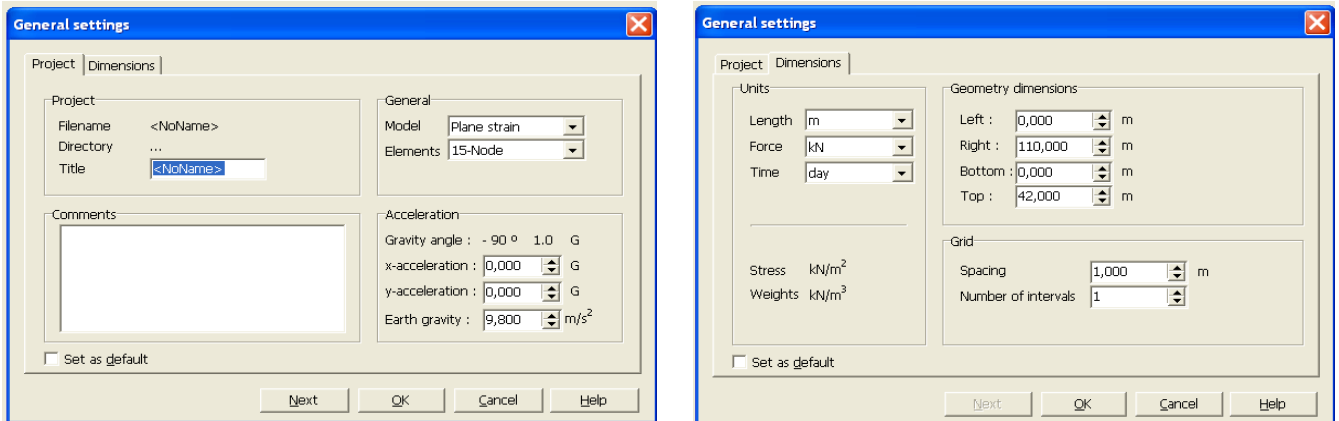 General settings
Project Dimensions
Project
Filename <NoName>
Directory ...
Title <NoName>
General
Model Plane strain
Elements 15-Node
Comments
Acceleration
Gravity angle : - 90 º 1.0 G
x-acceleration : 0,000 G
y-acceleration : 0,000 G
Earth gravity : 9,800 m/s²
Set as default
Next OK Cancel Help
General settings
Project Dimensions
Units
Length m
Force kN
Time day
Stress kN/m²
Weights kN/m³
Geometry dimensions
Left : 0,000 m
Right : 110,000 m
Bottom : 0,000 m
Top : 42,000 m
Grid
Spacing 1,000 m
Number of intervals 1
Set as default
Next OK Cancel Help